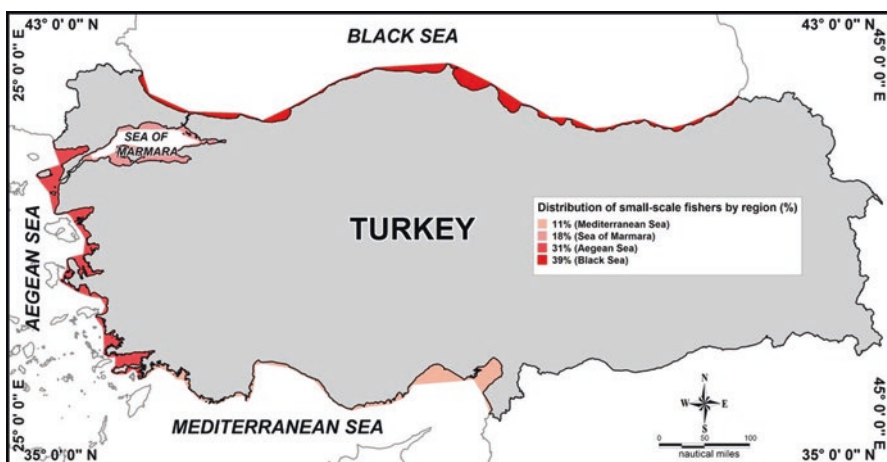 43° 0' 0'' N
43° 0' 0'' N
25° 0' 0'' E
45° 0' 0'' E
BLACK SEA
SEA OF
MARMARA
AEGEAN SEA
TURKEY
Distribution of small-scale fishers by region (%)
11% (Mediterranean Sea)
18% (Sea of Marmara)
31% (Aegean Sea)
39% (Black Sea)
MEDITERRANEAN SEA
N
W
E
S
0
50
100
nautical miles
25° 0' 0'' E
45° 0' 0'' E
35° 0' 0'' N
35° 0' 0'' N